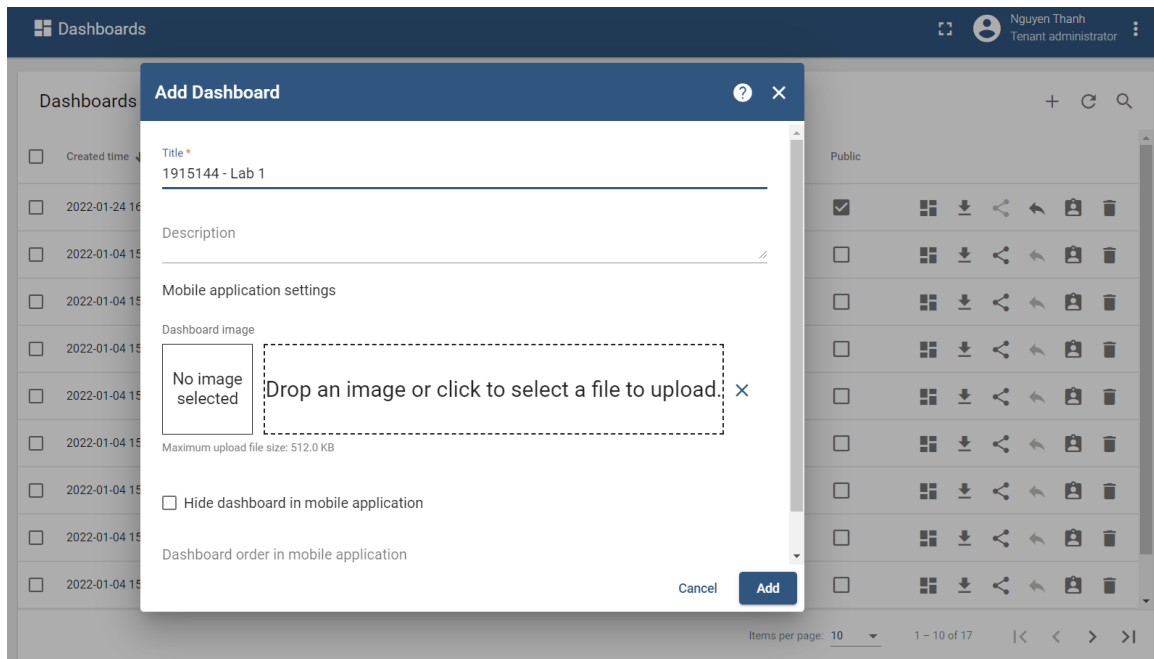 Dashboards
Nguyen Thanh
Tenant administrator
Dashboards
Add Dashboard
Created time
Public
Title *
1915144 - Lab 1
2022-01-24 16
Description
2022-01-04 15
Mobile application settings
2022-01-04 15
Dashboard image
2022-01-04 15
No image selected
Drop an image or click to select a file to upload.
2022-01-04 15
Maximum upload file size: 512.0 KB
2022-01-04 15
2022-01-04 15
Hide dashboard in mobile application
2022-01-04 15
Dashboard order in mobile application
2022-01-04 15
Cancel
Add
Items per page: 10
1 – 10 of 17